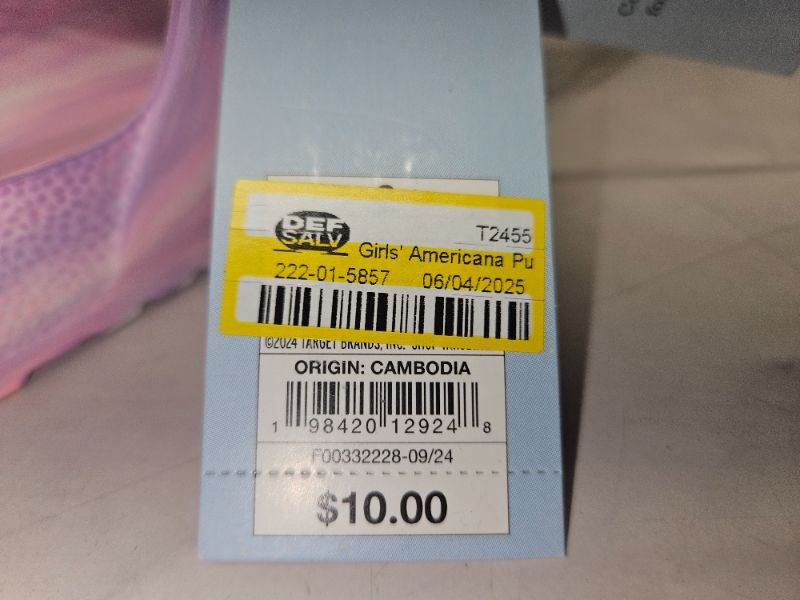 DEF
SALV
T2455
Girls' Americana Pu
222-01-5857 06/04/2025
©2024 TARGET BRANDS, INC.
ORIGIN: CAMBODIA
1 98420 12924 8
F00332228-09/24
$10.00